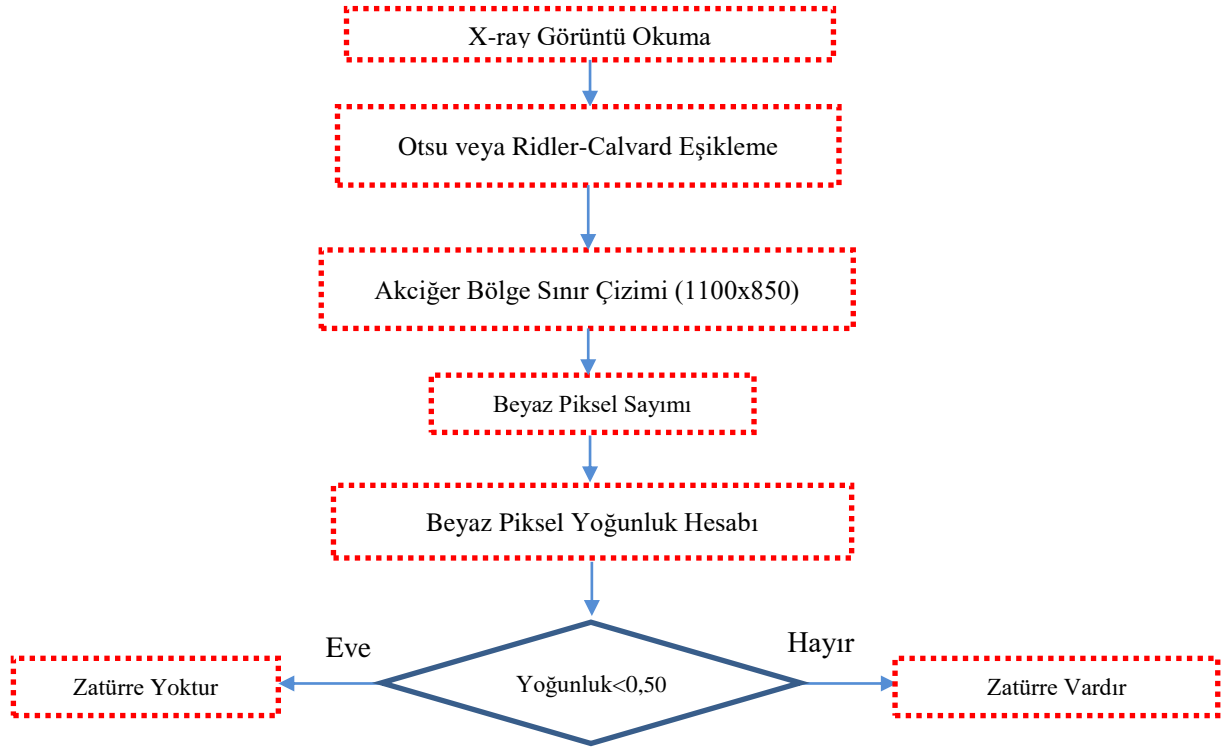 X-ray Görüntü Okuma
Otsu veya Ridler-Calvard Eşikleme
Akciğer Bölge Sınır Çizimi (1100x850)
Beyaz Piksel Sayımı
Beyaz Piksel Yoğunluk Hesabı
Eve
Hayır
Zatürre Yoktur
Yoğunluk<0,50
Zatürre Vardır